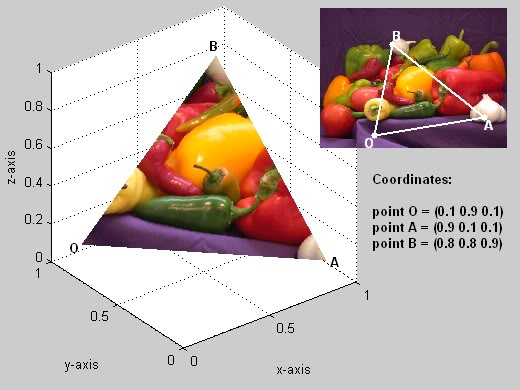 B
1
0.8
0.6
0.4
0.2
0
z-axis
O
A
1
0.5
0
y-axis
0
0.5
1
x-axis
B
O
A
Coordinates:
point O = (0.1 0.9 0.1)
point A = (0.9 0.1 0.1)
point B = (0.8 0.8 0.9)